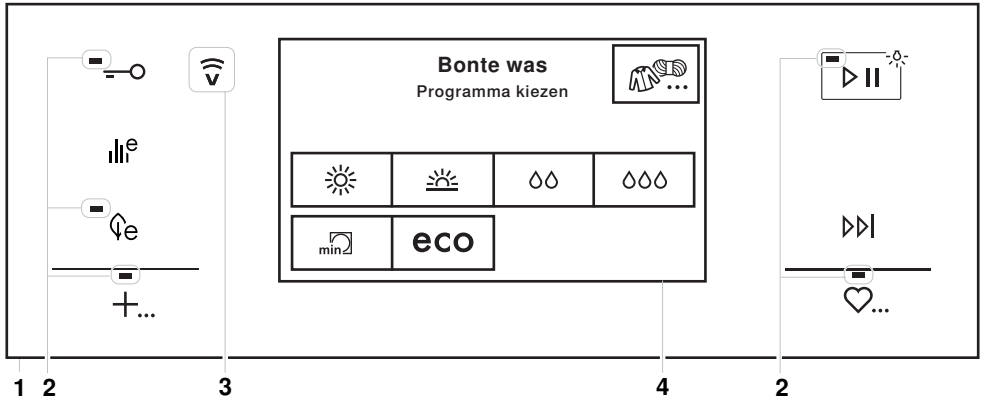 Bonte was
Programma kiezen
...
e
e
min
eco
...
...
V
1 2 3 4 2